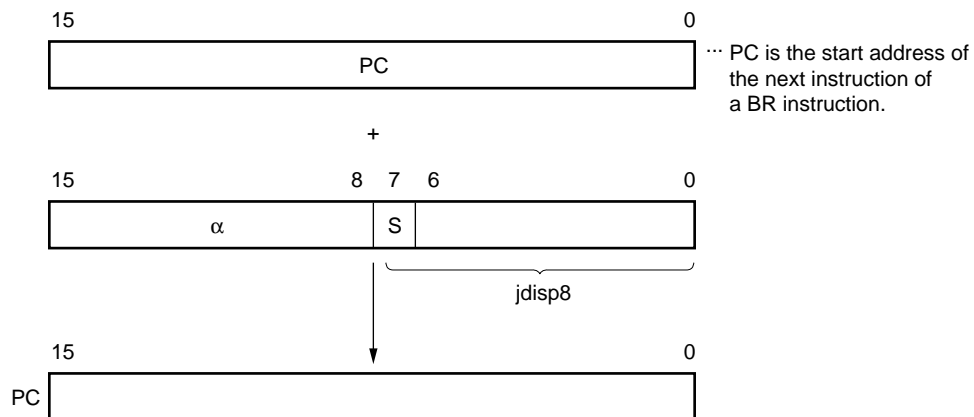 15 0
PC
... PC is the start address of
the next instruction of
a BR instruction.
+
15 8 7 6 0
α S
jdisp8
15 0
PC